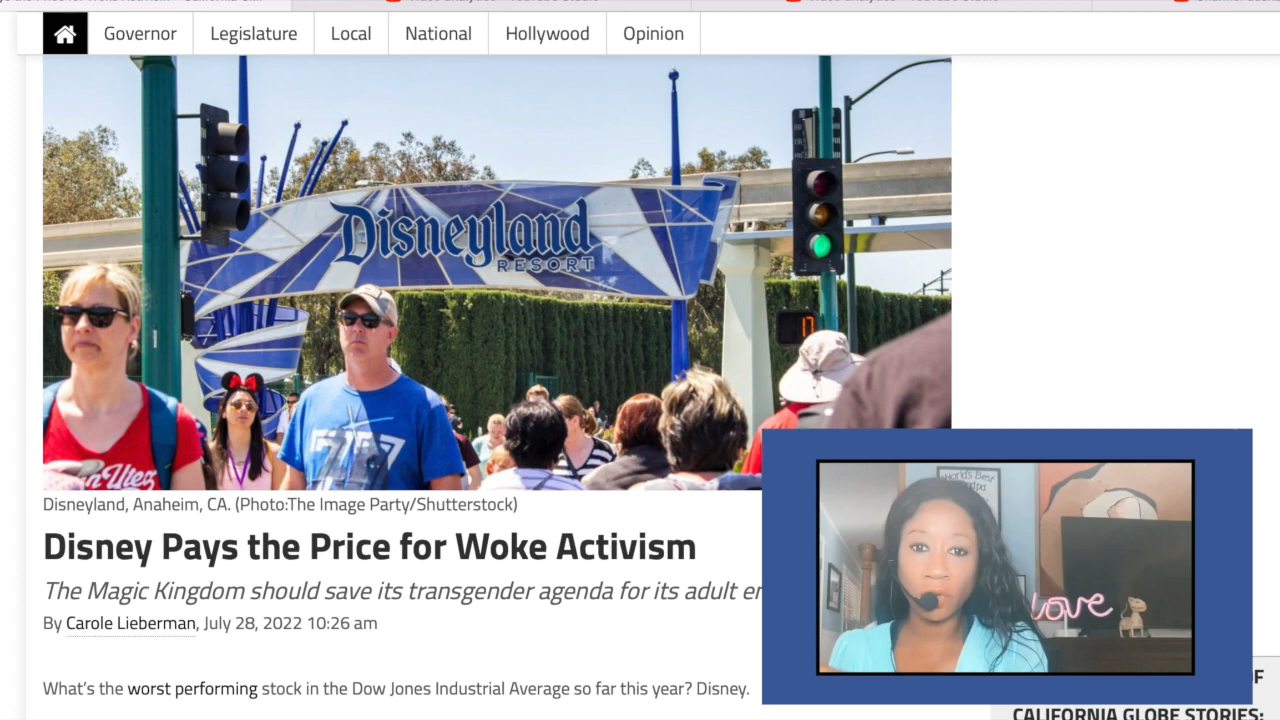 Governor Legislature Local National Hollywood Opinion
Disneyland
RESORT
17
World's Best
Disneyland, Anaheim, CA. (Photo:The Image Party/Shutterstock)
Disney Pays the Price for Woke Activism
The Magic Kingdom should save its transgender agenda for its adult
By Carole Lieberman, July 28, 2022 10:26 am
love
What's the worst performing stock in the Dow Jones Industrial Average so far this year? Disney.
CALIFORNIA GLOBE STORIES: